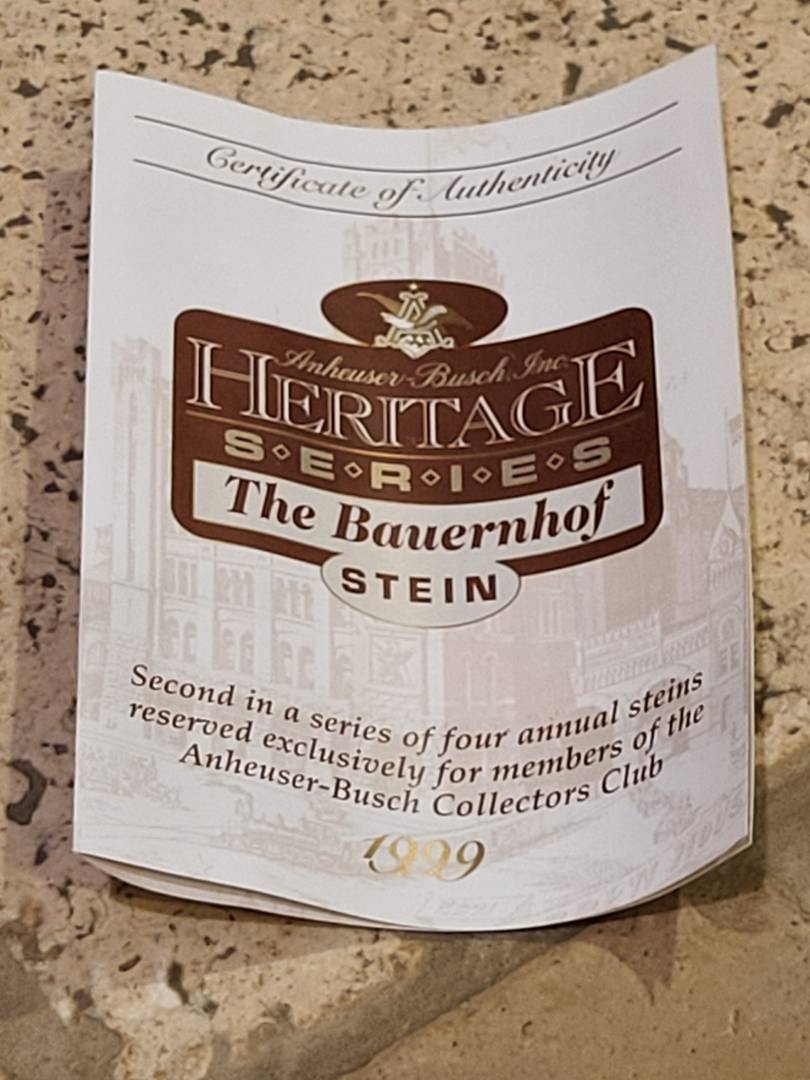 Certificate of Authenticity
Anheuser-Busch, Inc.
HERITAGE
S◇E◇R◇I◇E◇S
The Bauernhof
STEIN
Second in a series of four annual steins
reserved exclusively for members of the
Anheuser-Busch Collectors Club
1999